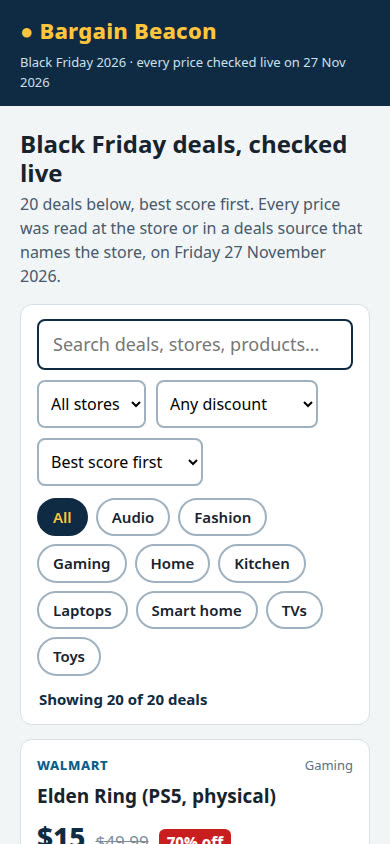 Bargain Beacon
Black Friday 2026 · every price checked live on 27 Nov
2026
Black Friday deals, checked
live
20 deals below, best score first. Every price
was read at the store or in a deals source that
names the store, on Friday 27 November
2026.
Search deals, stores, products...
All stores Any discount
Best score first
All Audio Fashion
Gaming Home Kitchen
Laptops Smart home TVs
Toys
Showing 20 of 20 deals
WALMART Gaming
Elden Ring (PS5, physical)
$15 $49.99 70% off